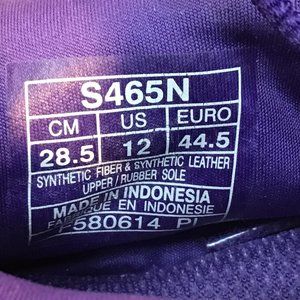 S465N
CM US EURO
28.5 12 44.5
SYNTHETIC FIBER & SYNTHETIC LEATHER
UPPER / RUBBER SOLE
MADE IN INDONESIA
FABRIQUE EN INDONESIE
580614 PI